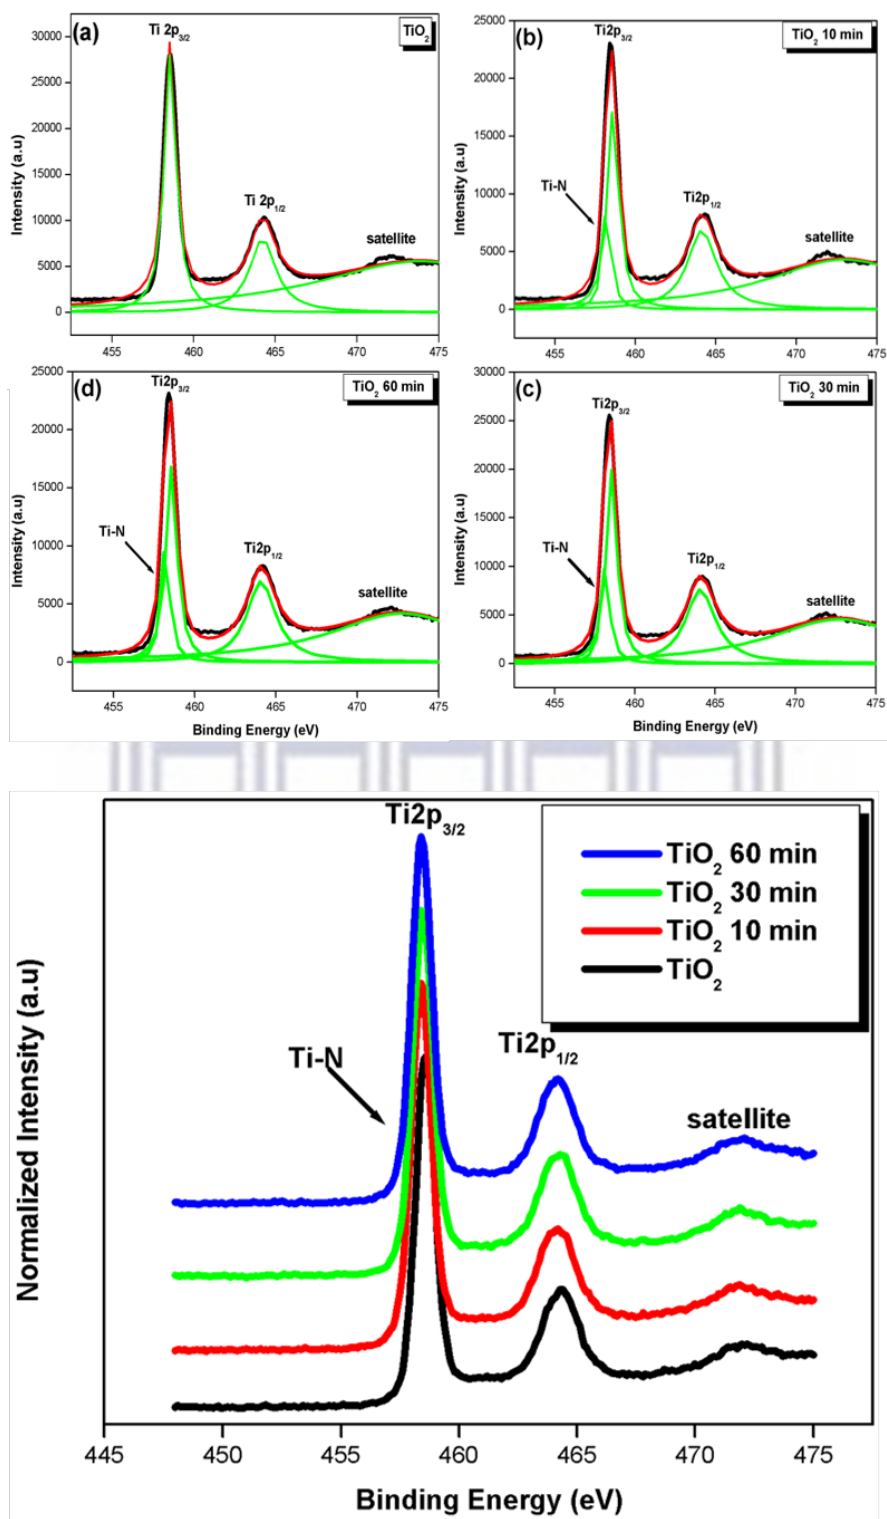 (a)
Ti 2p3/2
TiO2
Ti 2p1/2
satellite
Intensity (a.u)
30000
25000
20000
15000
10000
5000
0
455 460 465 470 475
(b)
Ti2p3/2
TiO2 10 min
Ti-N
Ti2p1/2
satellite
Intensity (a.u)
25000
20000
15000
10000
5000
0
455 460 465 470 475
(d)
Ti2p3/2
TiO2 60 min
Ti-N
Ti2p1/2
satellite
Intensity (a.u)
25000
20000
15000
10000
5000
0
455 460 465 470 475
Binding Energy (eV)
(c)
Ti2p3/2
TiO2 30 min
Ti-N
Ti2p1/2
satellite
Intensity (a.u)
30000
25000
20000
15000
10000
5000
0
455 460 465 470 475
Binding Energy (eV)
Ti2p3/2
TiO2 60 min
TiO2 30 min
TiO2 10 min
TiO2
Ti-N
Ti2p1/2
satellite
Normalized Intensity (a.u)
445 450 455 460 465 470 475
Binding Energy (eV)